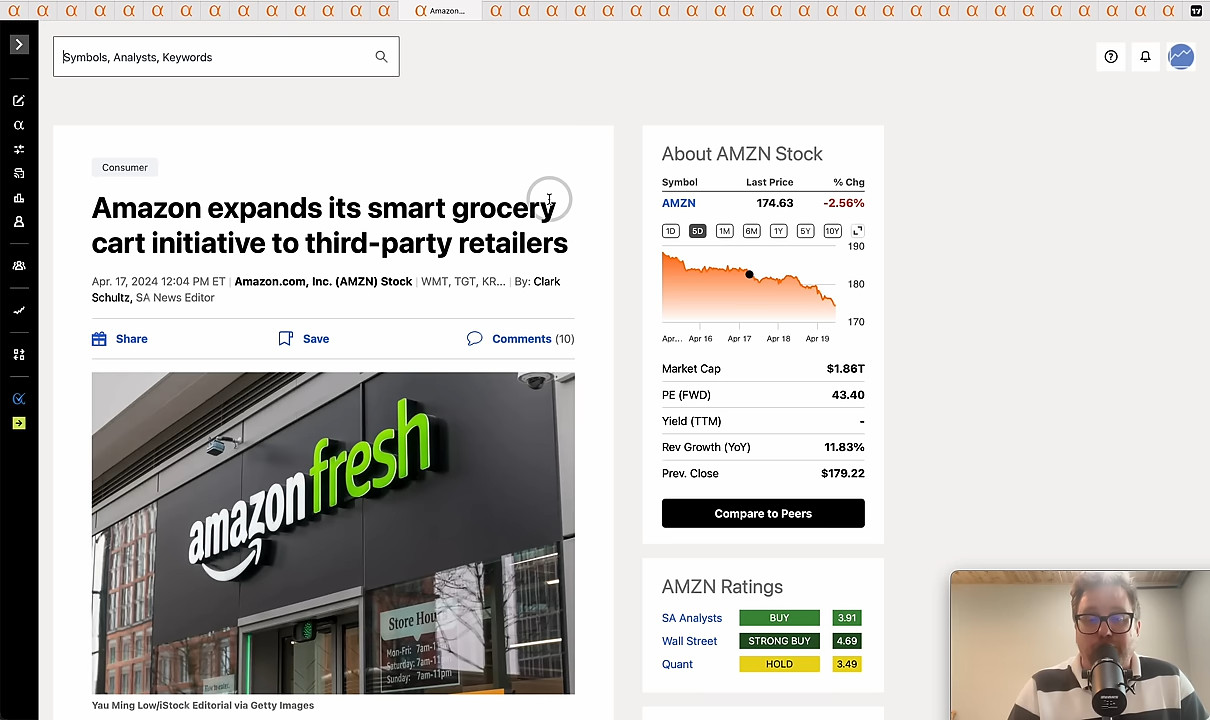 Amazon...
Symbols, Analysts, Keywords
Consumer
Amazon expands its smart grocery
cart initiative to third-party retailers
Apr. 17, 2024 12:04 PM ET | Amazon.com, Inc. (AMZN) Stock | WMT, TGT, KR... | By: Clark
Schultz, SA News Editor
Share
Save
Comments (10)
amazon fresh
Store Hou
Mon-Fri: 7am-1
Saturday: 7am-1
Sunday: 7am-11pm
Yau Ming Low/iStock Editorial via Getty Images
About AMZN Stock
Symbol Last Price % Chg
AMZN 174.63 -2.56%
1D 5D 1M 6M 1Y 5Y 10Y
190
180
170
Apr... Apr 16 Apr 17 Apr 18 Apr 19
Market Cap $1.86T
PE (FWD) 43.40
Yield (TTM) -
Rev Growth (YoY) 11.83%
Prev. Close $179.22
Compare to Peers
AMZN Ratings
SA Analysts BUY 3.91
Wall Street STRONG BUY 4.69
Quant HOLD 3.49